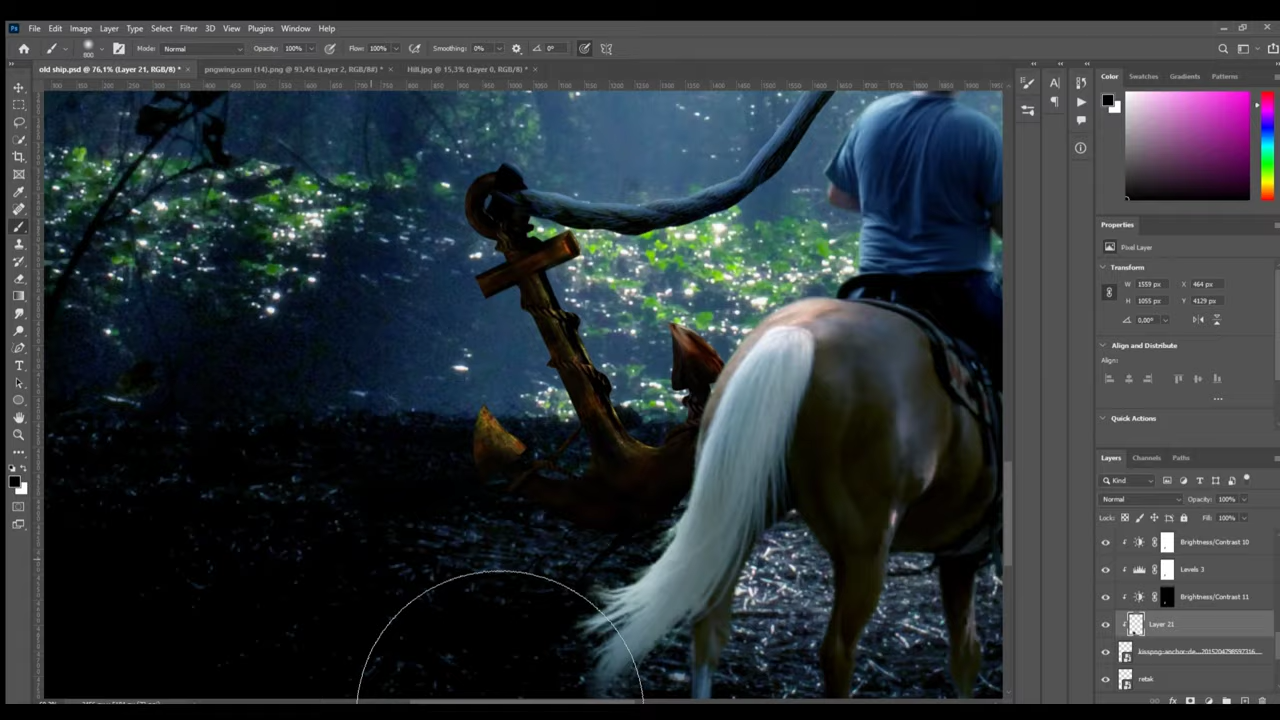 Ps File Edit Image Layer Type Select Filter 3D View Plugins Window Help
800 Mode: Normal Opacity: 100% Flow: 100% Smoothing: 0% 0°
old ship.psd @ 76,1% (Layer 21, RGB/8) * × pngwing.com (14).png @ 93,4% (Layer 2, RGB/8#) * × Hill.jpg @ 15,3% (Layer 0, RGB/8) * ×
Color Swatches Gradients Patterns
Properties
Pixel Layer
Transform
W 1559 px X 464 px
H 1055 px Y 4129 px
0,00°
Align and Distribute
Align:
Quick Actions
Layers Channels Paths
Kind
Normal Opacity: 100%
Lock: Fill: 100%
Brightness/Contrast 10
Levels 3
Brightness/Contrast 11
Layer 21
retak